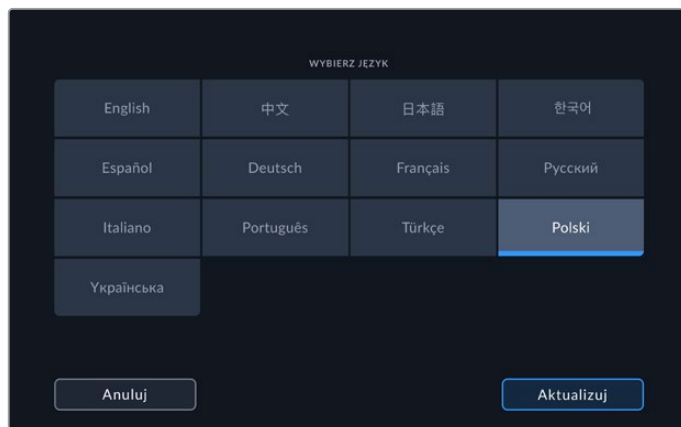 WYBIERZ JĘZYK
English 中文 日本語 한국어
Español Deutsch Français Русский
Italiano Português Türkçe Polski
Українська
Anuluj Aktualizuj